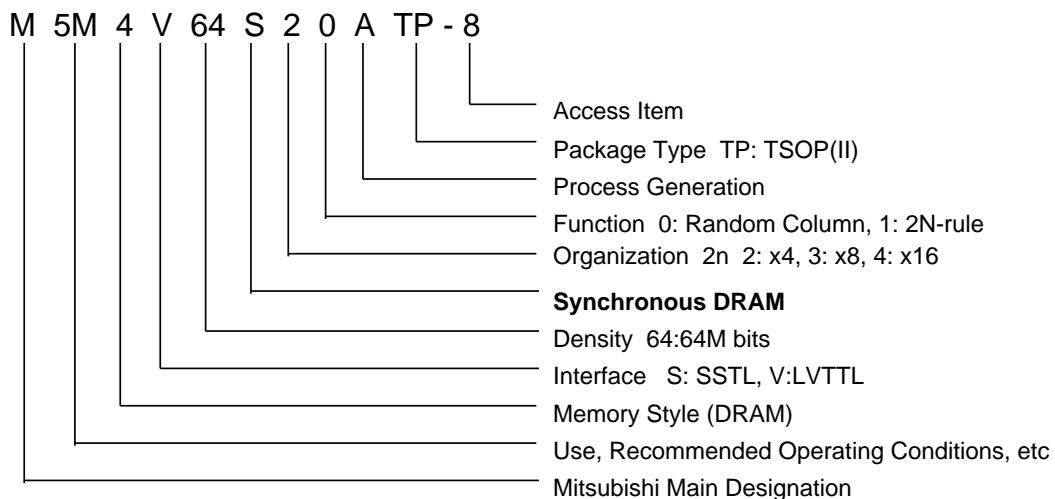 M 5M 4 V 64 S 2 0 A TP - 8
Access Item
Package Type TP: TSOP(II)
Process Generation
Function 0: Random Column, 1: 2N-rule
Organization 2n 2: x4, 3: x8, 4: x16
Synchronous DRAM
Density 64:64M bits
Interface S: SSTL, V:LVTTL
Memory Style (DRAM)
Use, Recommended Operating Conditions, etc
Mitsubishi Main Designation